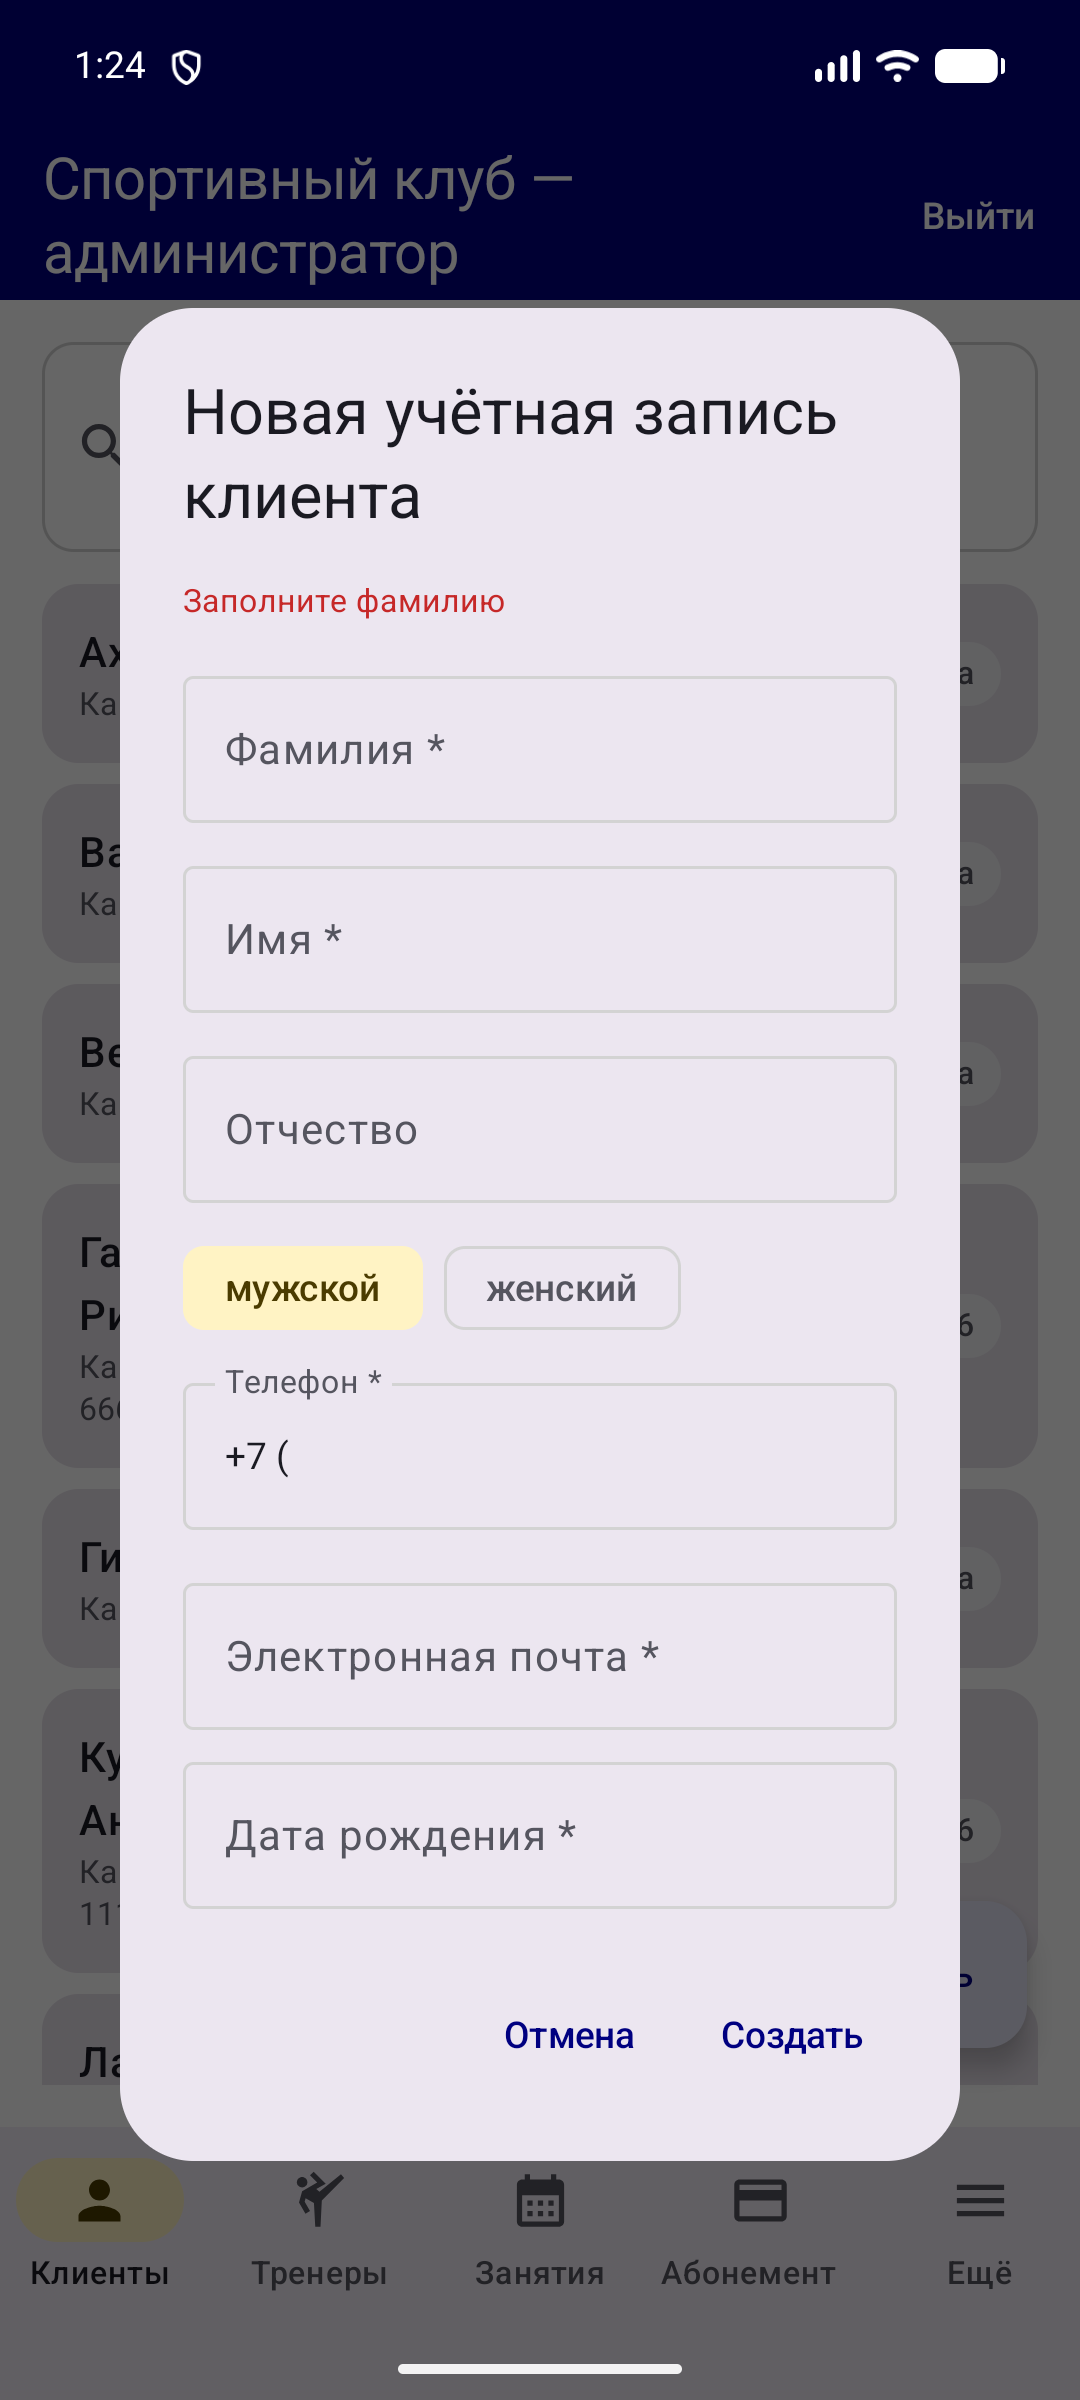 1:24
Спортивный клуб —
администратор
Выйти
Новая учётная запись
клиента
Заполните фамилию
Фамилия *
Имя *
Отчество
мужской
женский
Телефон *
+7 (
Электронная почта *
Дата рождения *
Отмена
Создать
Клиенты
Тренеры
Занятия
Абонемент
Ещё